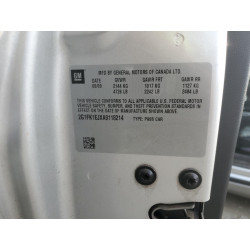 GM
MFD BY GENERAL MOTORS OF CANADA LTD.
DATE GVWR GAWR FRT GAWR RR
2144 KG 1017 KG 1127 KG
4726 LB 2242 LB 2484 LB
THIS VEHICLE CONFORMS TO ALL APPLICABLE U.S. FEDERAL MOTOR
VEHICLE SAFETY, BUMPER, AND THEFT PREVENTION STANDARDS IN
EFFECT ON THE DATE OF MANUFACTURE SHOWN ABOVE.
TYPE: PASS CAR